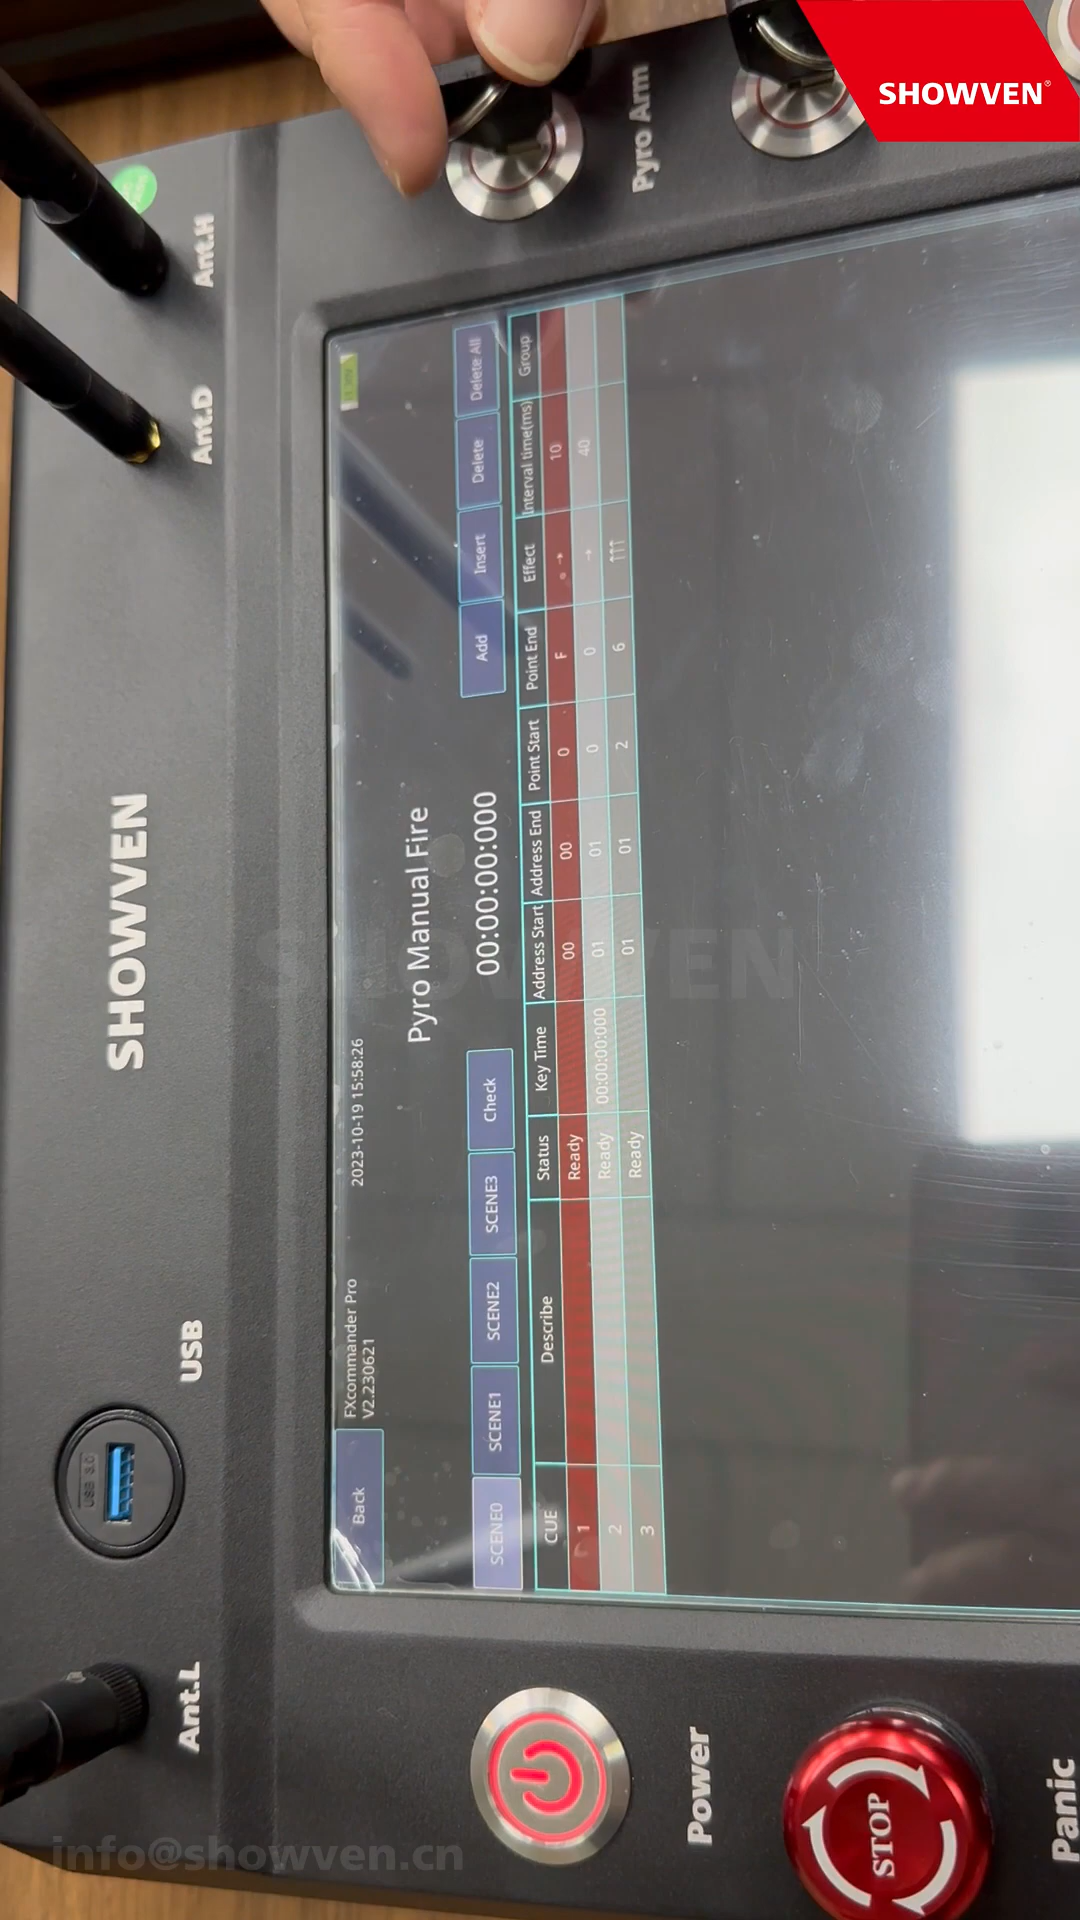 SHOWVEN®
SHOWVEN
Ant.L
USB
USB 3.0
Ant.D
Ant.H
Power
STOP
Panic
Pyro Arm
Back
FXcommander Pro
V2.230621
2023-10-19 15:58:26
Pyro Manual Fire
SCENE0 SCENE1 SCENE2 SCENE3 Check 00:00:00:000 Add Insert Delete Delete All
CUE Describe Status Key Time Address Start Address End Point Start Point End Effect Interval time(ms) Group
1 Ready 00 00 0 F → 10
2 Ready 00:00:00:000 01 01 0 0 → 40
3 Ready 01 01 2 6 ↑↑↑
SHOWVEN
info@showven.cn